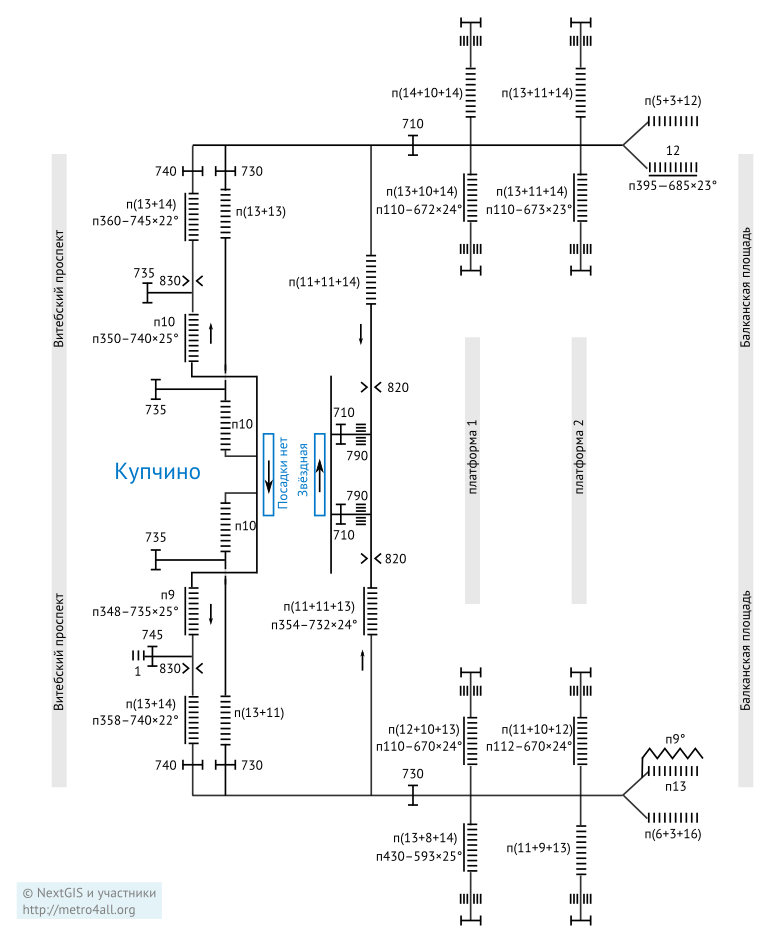 п(14+10+14)
п(13+11+14)
п(5+3+12)
710
12
740
730
п395–685×23°
п(13+14)
п360–745×22°
п(13+13)
п(13+10+14)
п110–672×24°
п(13+11+14)
п110–673×23°
Витебский проспект
Балканская площадь
735
830
п(11+11+14)
п10
п350–740×25°
735
820
п10
710
790
платформа 1
платформа 2
Купчино
Посадки нет
Звёздная
790
710
п10
735
820
п9
п348–735×25°
п(11+11+13)
п354–732×24°
745
1
830
Витебский проспект
Балканская площадь
п(13+14)
п358–740×22°
п(13+11)
п(12+10+13)
п110–670×24°
п(11+10+12)
п112–670×24°
п9°
740
730
730
п13
п(13+8+14)
п430–593×25°
п(11+9+13)
п(6+3+16)
© NextGIS и участники
http://metro4all.org